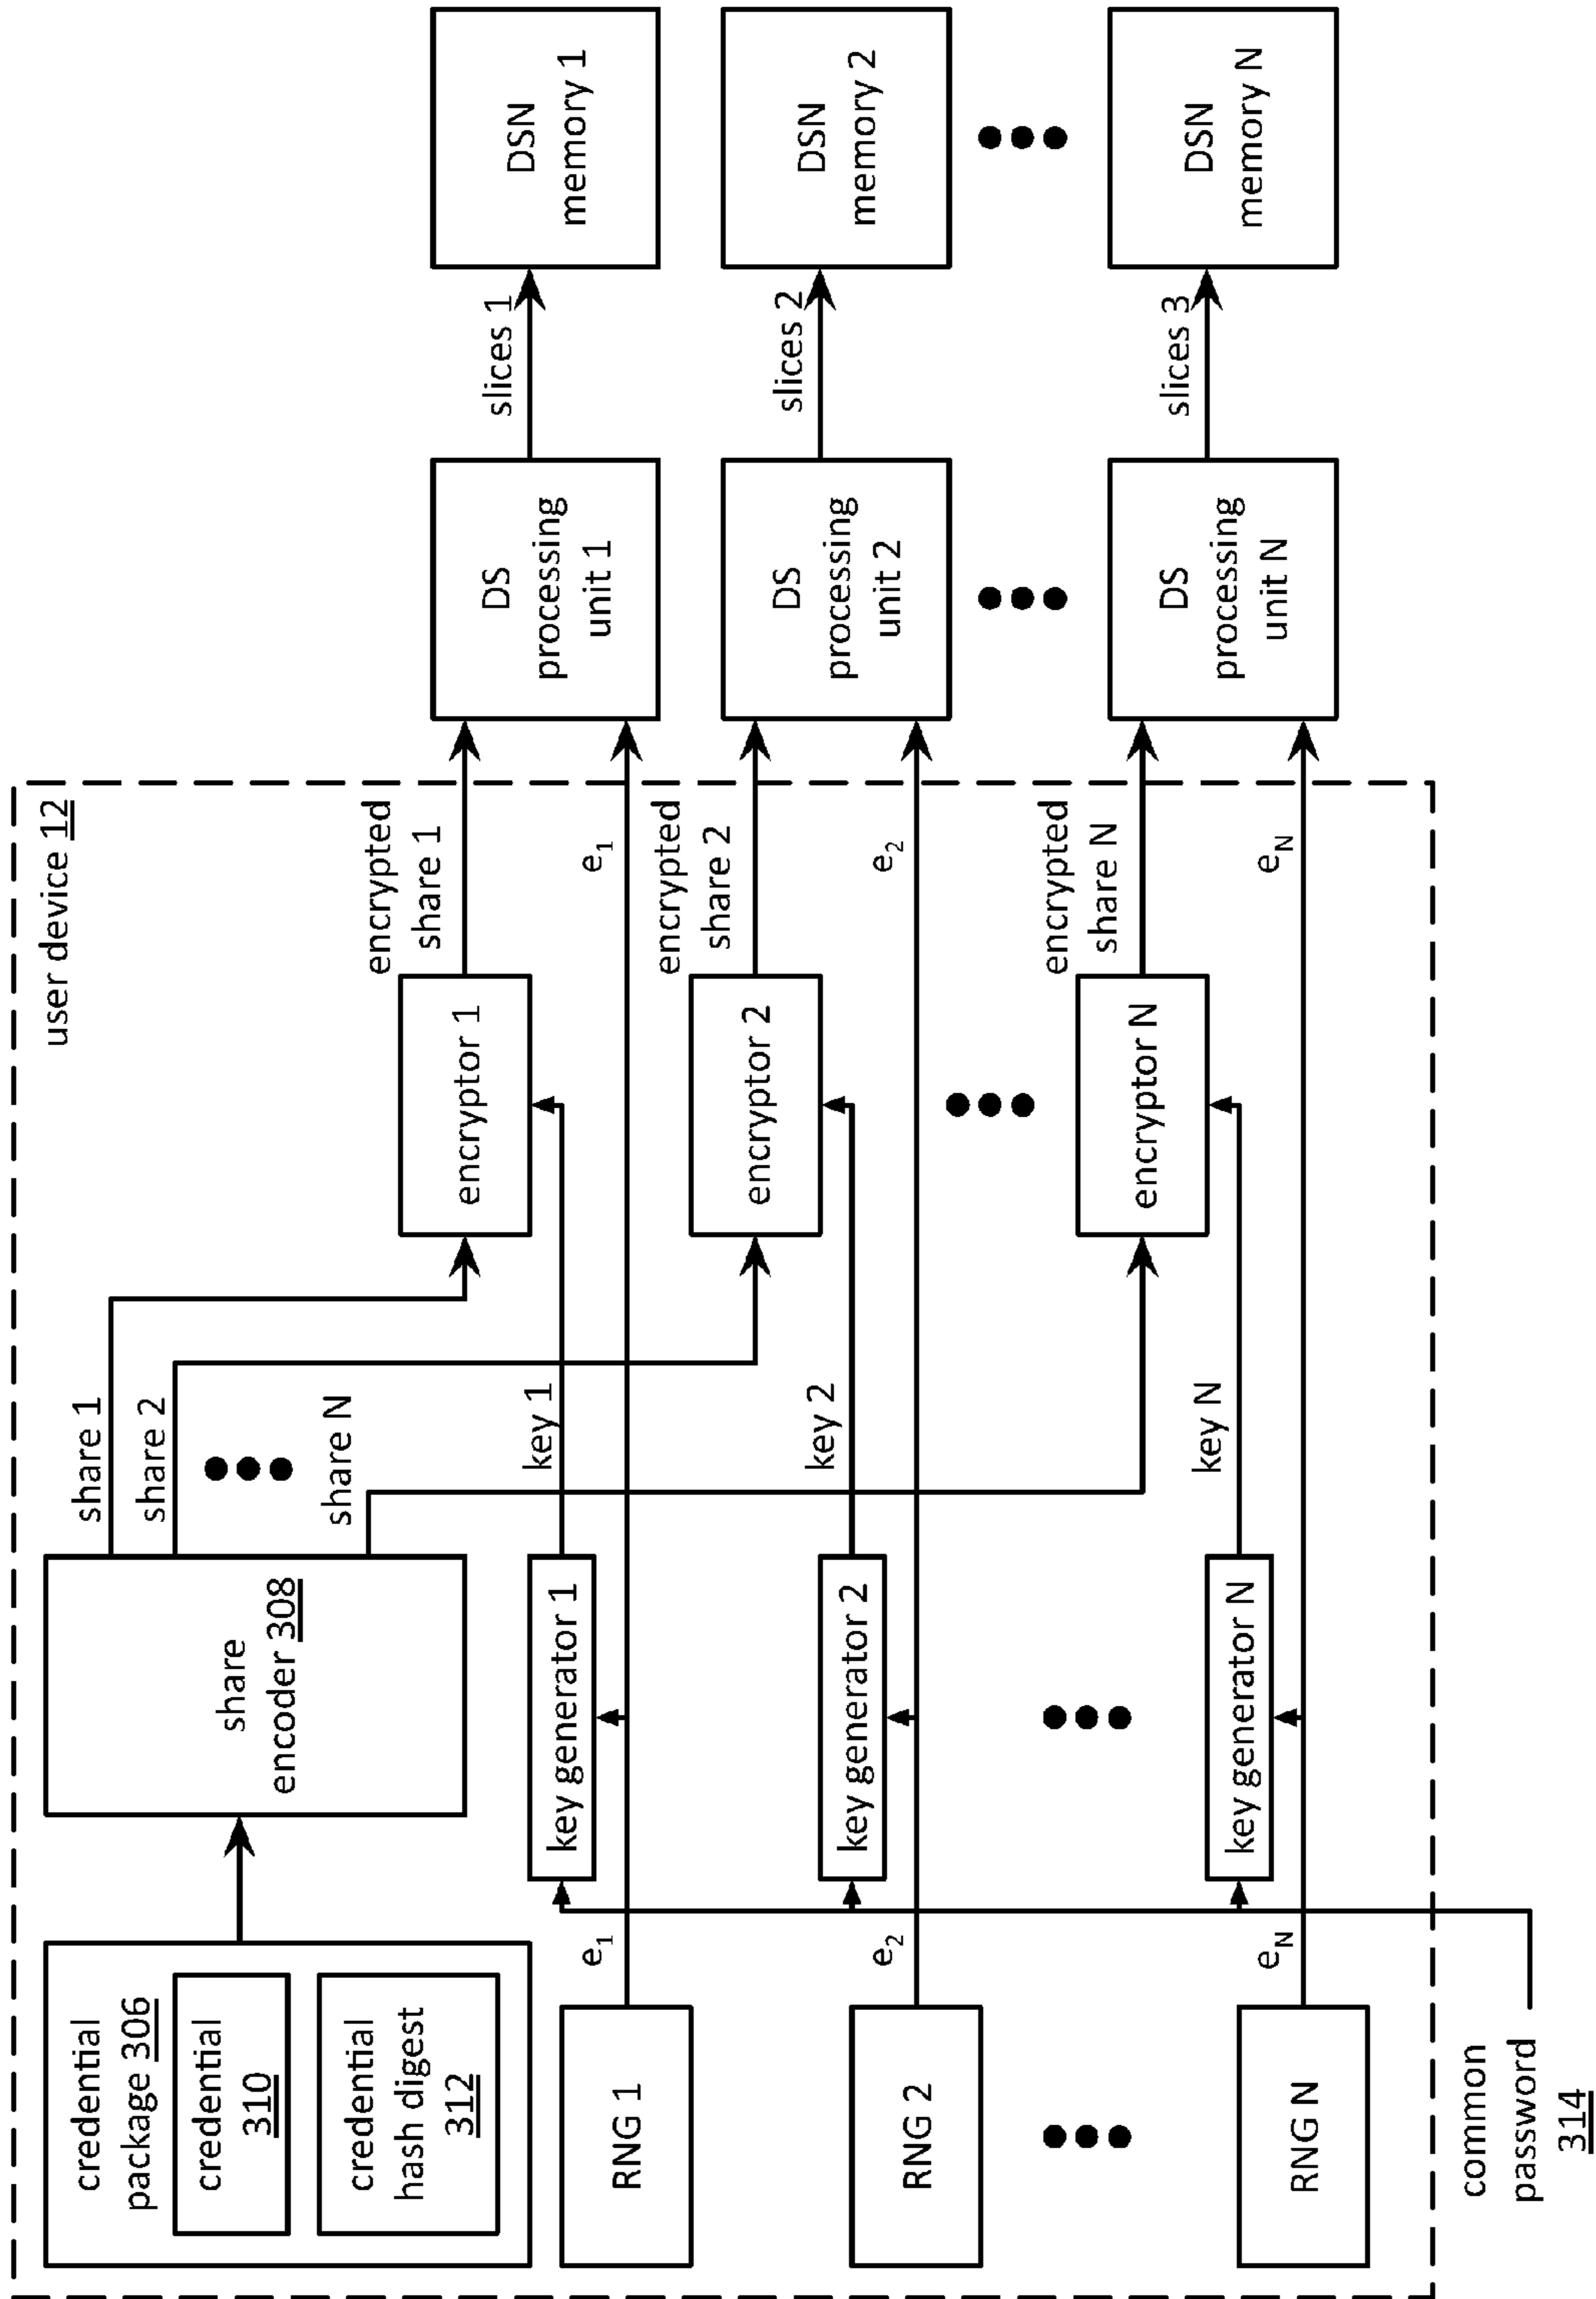 user device 12
credential
package 306
credential
310
credential
hash digest
312
share
encoder 308
share 1
share 2
share N
encryptor 1
encrypted
share 1
DS
processing
unit 1
slices 1
DSN
memory 1
RNG 1
e1
key generator 1
key 1
e1
encryptor 2
encrypted
share 2
DS
processing
unit 2
slices 2
DSN
memory 2
RNG 2
e2
key generator 2
key 2
e2
encryptor N
encrypted
share N
DS
processing
unit N
slices 3
DSN
memory N
RNG N
eN
key generator N
key N
eN
common
password
314